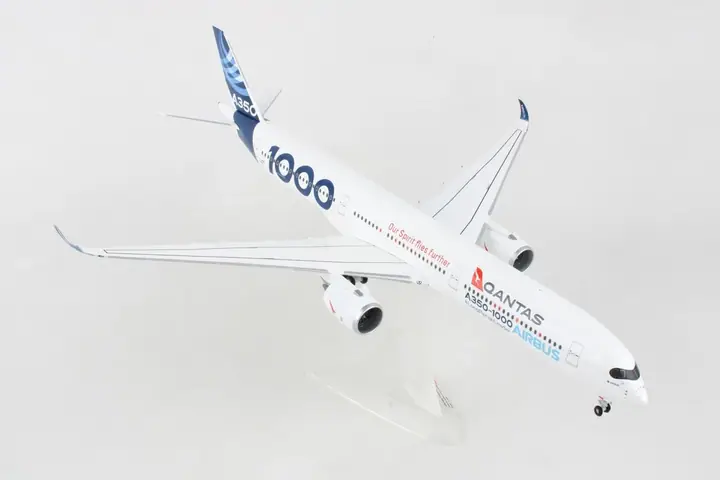 A350
1000
Our Spirit flies further
QANTAS
A350-1000
AIRBUS